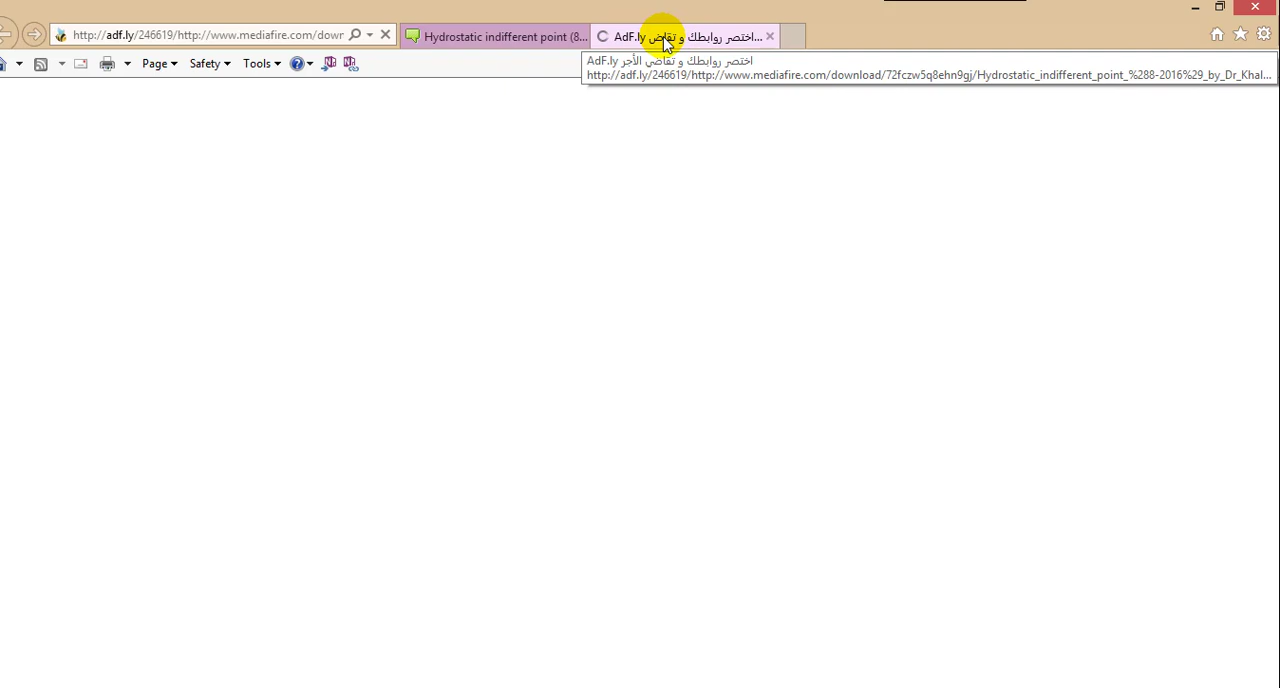 http://adf.ly/246619/http://www.mediafire.com/down
Hydrostatic indifferent point (8...
AdF.ly اختصر روابطك و تقاض...
Page
Safety
Tools
AdF.ly اختصر روابطك و تقاضي الأجر
http://adf.ly/246619/http://www.mediafire.com/download/72fczw5q8ehn9gj/Hydrostatic_indifferent_point_%288-2016%29_by_Dr_Khal...